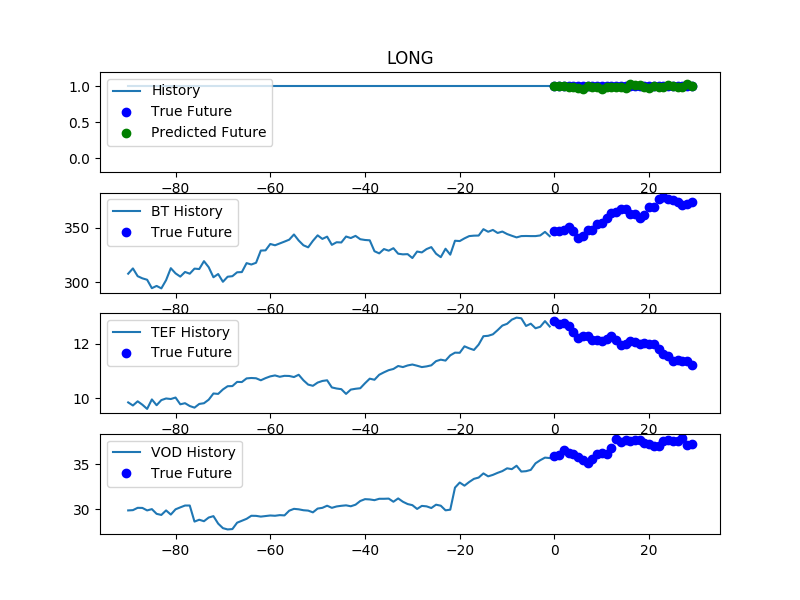 LONG
1.0
0.5
0.0
History
True Future
Predicted Future
−80 −60 −40 −20 0 20
350
300
BT History
True Future
−80 −60 −40 −20 0 20
12
10
TEF History
True Future
−80 −60 −40 −20 0 20
35
30
VOD History
True Future
−80 −60 −40 −20 0 20